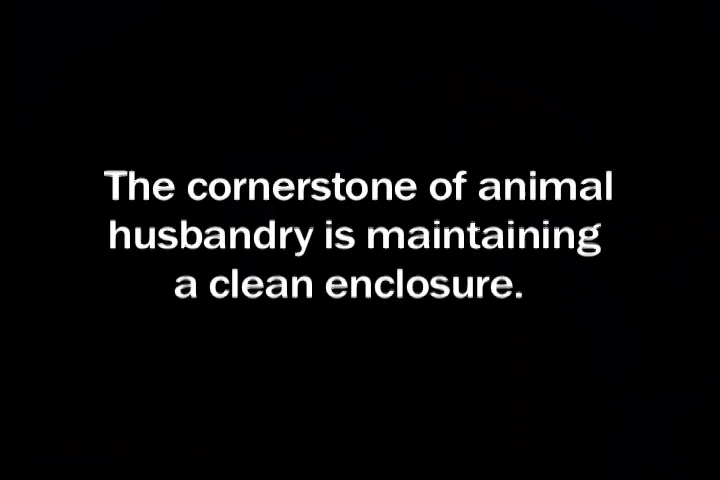 The cornerstone of animal
husbandry is maintaining
a clean enclosure.